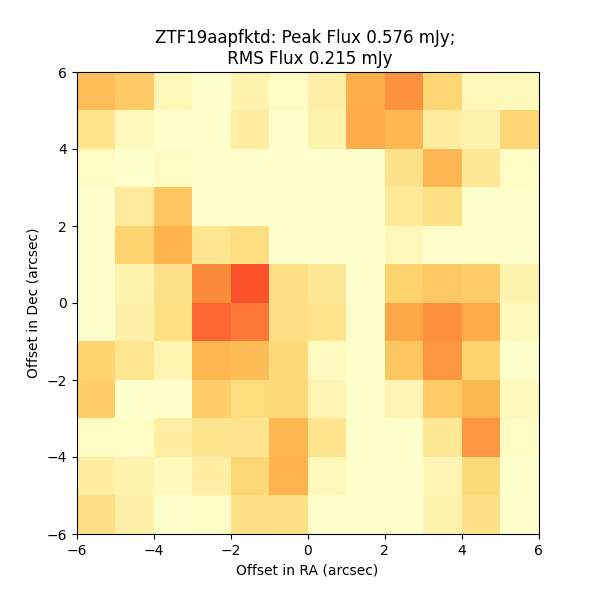 ZTF19aapfktd: Peak Flux 0.576 mJy;
RMS Flux 0.215 mJy
6
4
2
0
−2
−4
−6
Offset in Dec (arcsec)
−6 −4 −2 0 2 4 6
Offset in RA (arcsec)